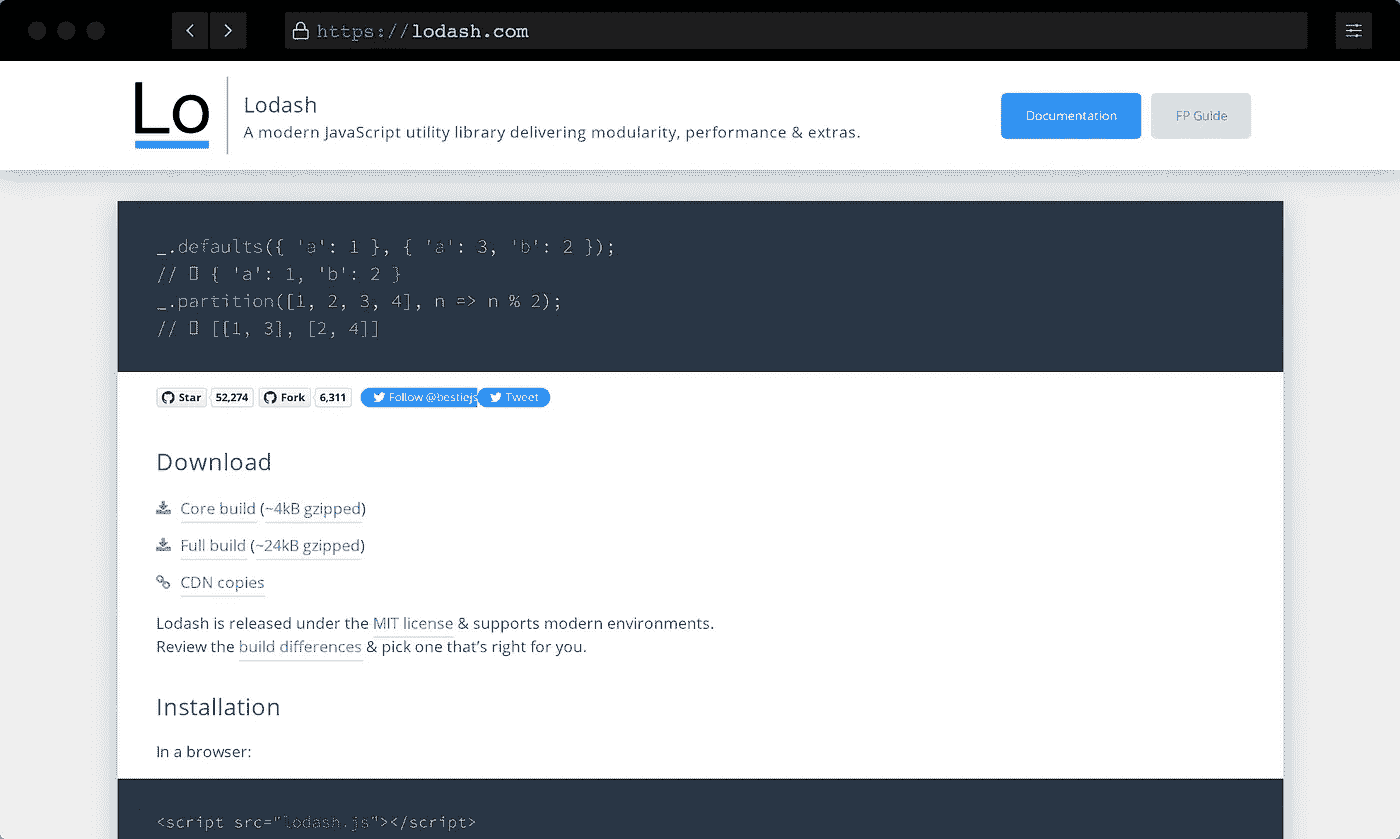 https://lodash.com
Lo
Lodash
A modern JavaScript utility library delivering modularity, performance & extras.
Documentation
FP Guide
_.defaults({ 'a': 1 }, { 'a': 3, 'b': 2 });
// { 'a': 1, 'b': 2 }
_.partition([1, 2, 3, 4], n => n % 2);
// [[1, 3], [2, 4]]
Star 52,274 Fork 6,311 Follow @bestiejs Tweet
Download
Core build (~4kB gzipped)
Full build (~24kB gzipped)
CDN copies
Lodash is released under the MIT license & supports modern environments.
Review the build differences & pick one that’s right for you.
Installation
In a browser:
<script src="lodash.js"></script>